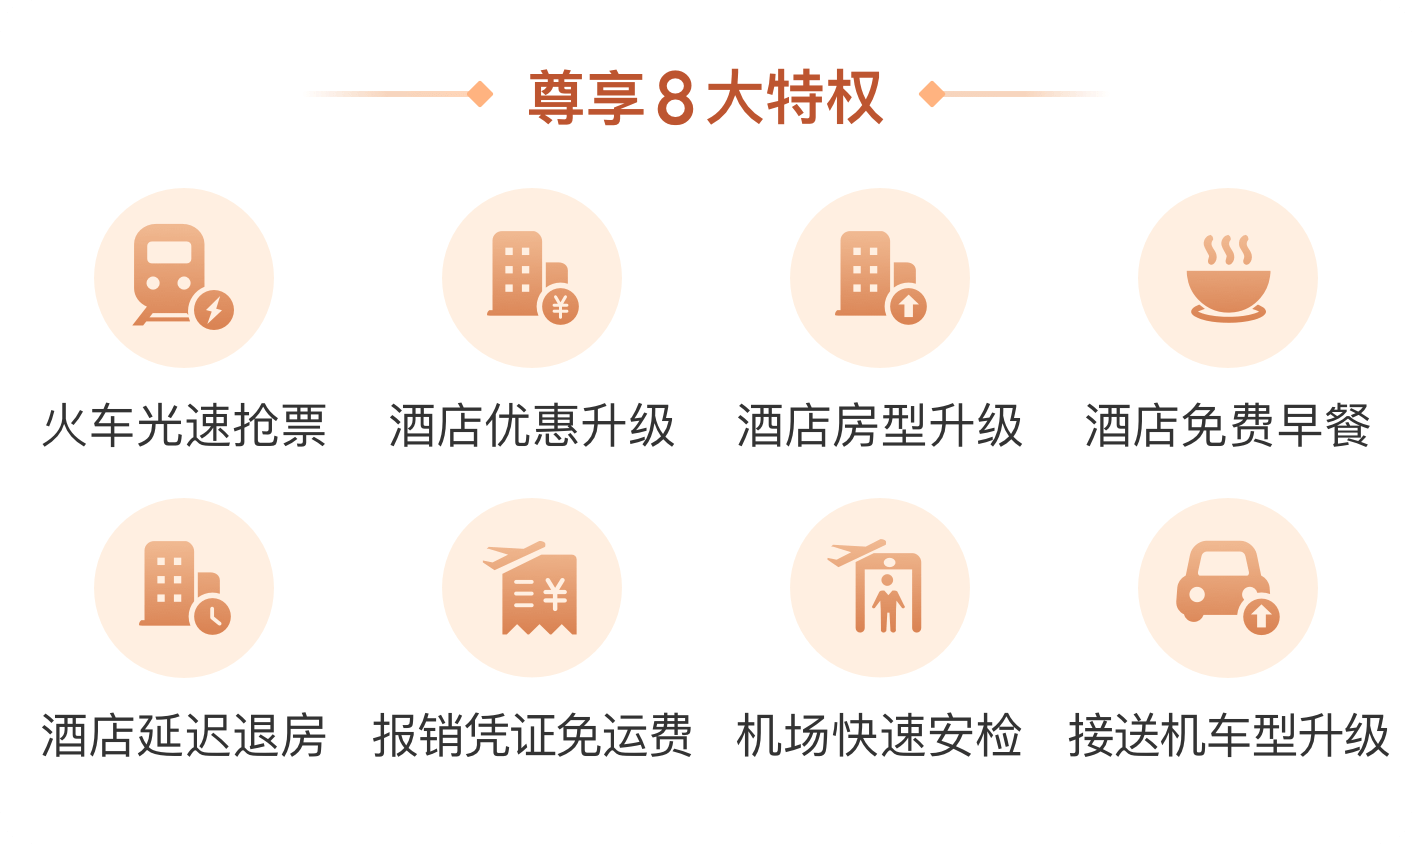 尊享8大特权
火车光速抢票
酒店优惠升级
酒店房型升级
酒店免费早餐
酒店延迟退房
报销凭证免运费
机场快速安检
接送机车型升级